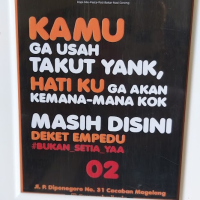 KAMU
GA USAH
TAKUT YANK,
HATI KU GA AKAN
KEMANA-MANA KOK
MASIH DISINI
DEKET EMPEDU
#BUKAN_SETIA_YAA
02
Jl. P. Diponegoro No. 21 Cacaban Magelang